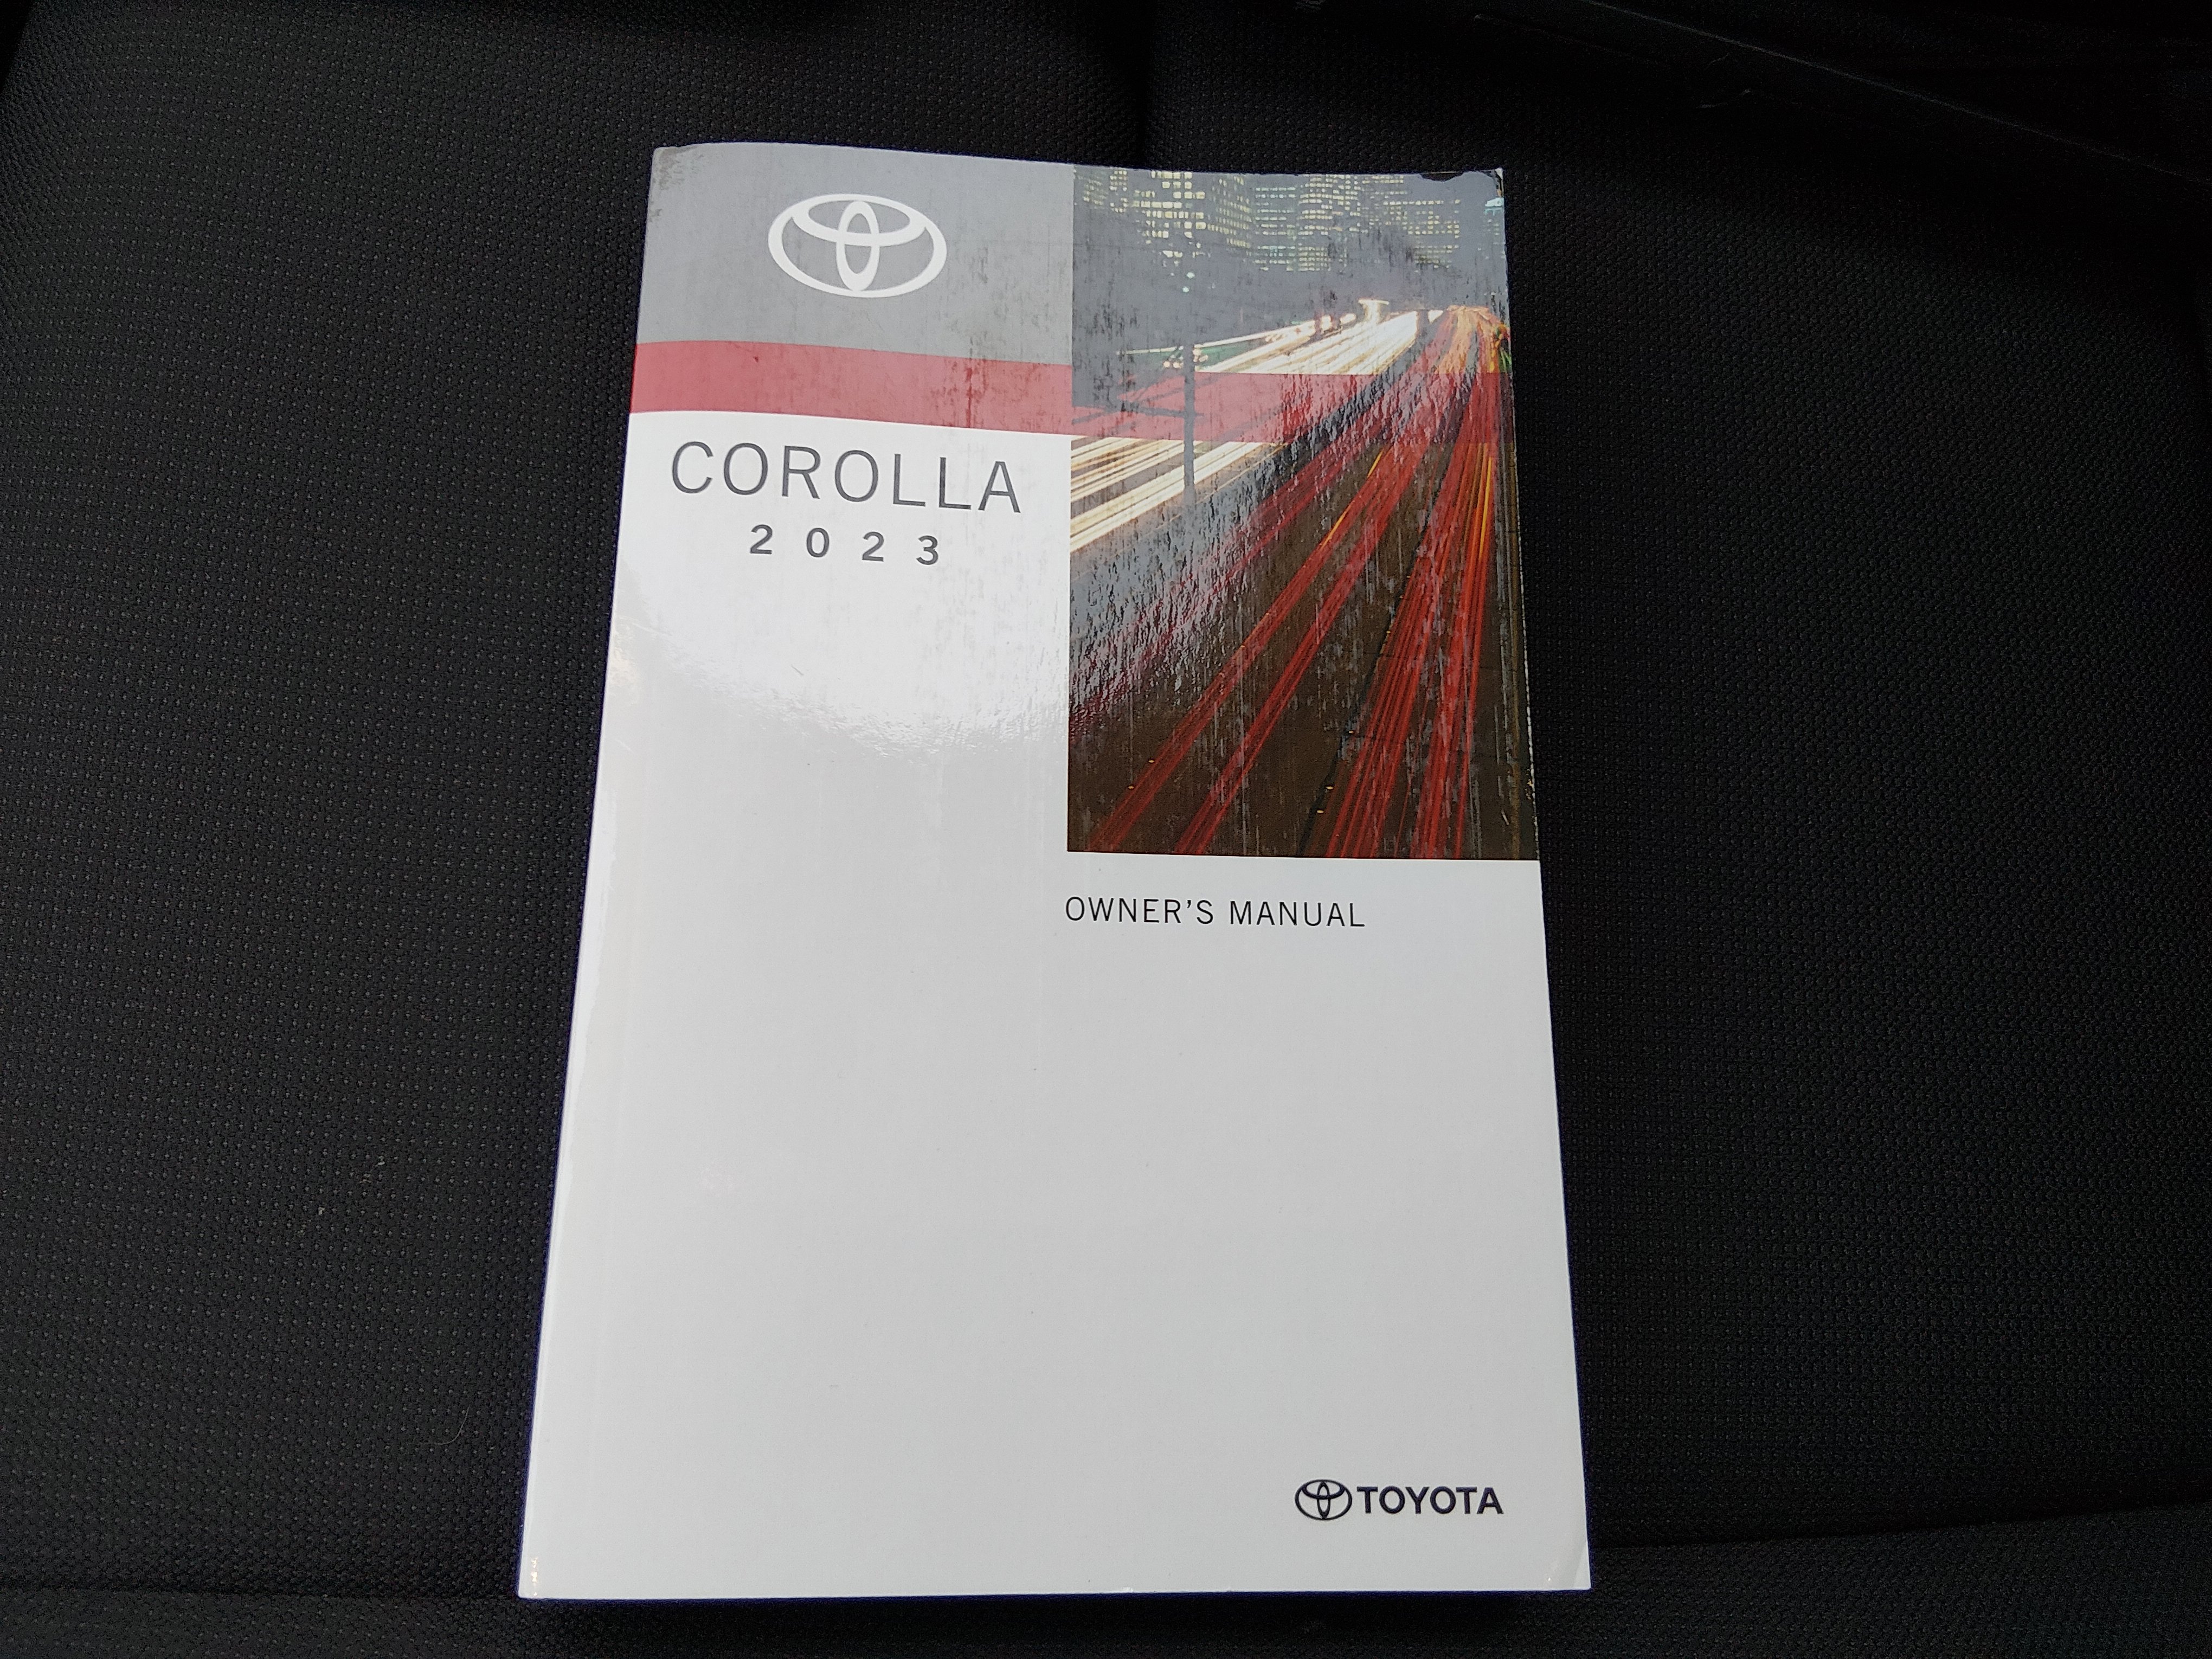 COROLLA
2023
OWNER'S MANUAL
TOYOTA